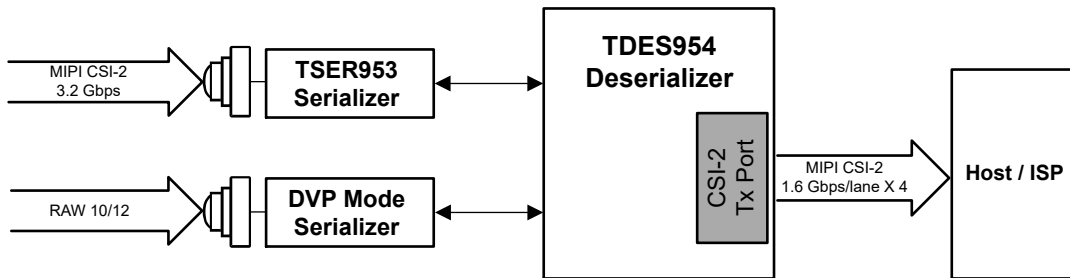 MIPI CSI-2
3.2 Gbps
TSER953
Serializer
RAW 10/12
DVP Mode
Serializer
TDES954
Deserializer
CSI-2
Tx Port
MIPI CSI-2
1.6 Gbps/lane X 4
Host / ISP